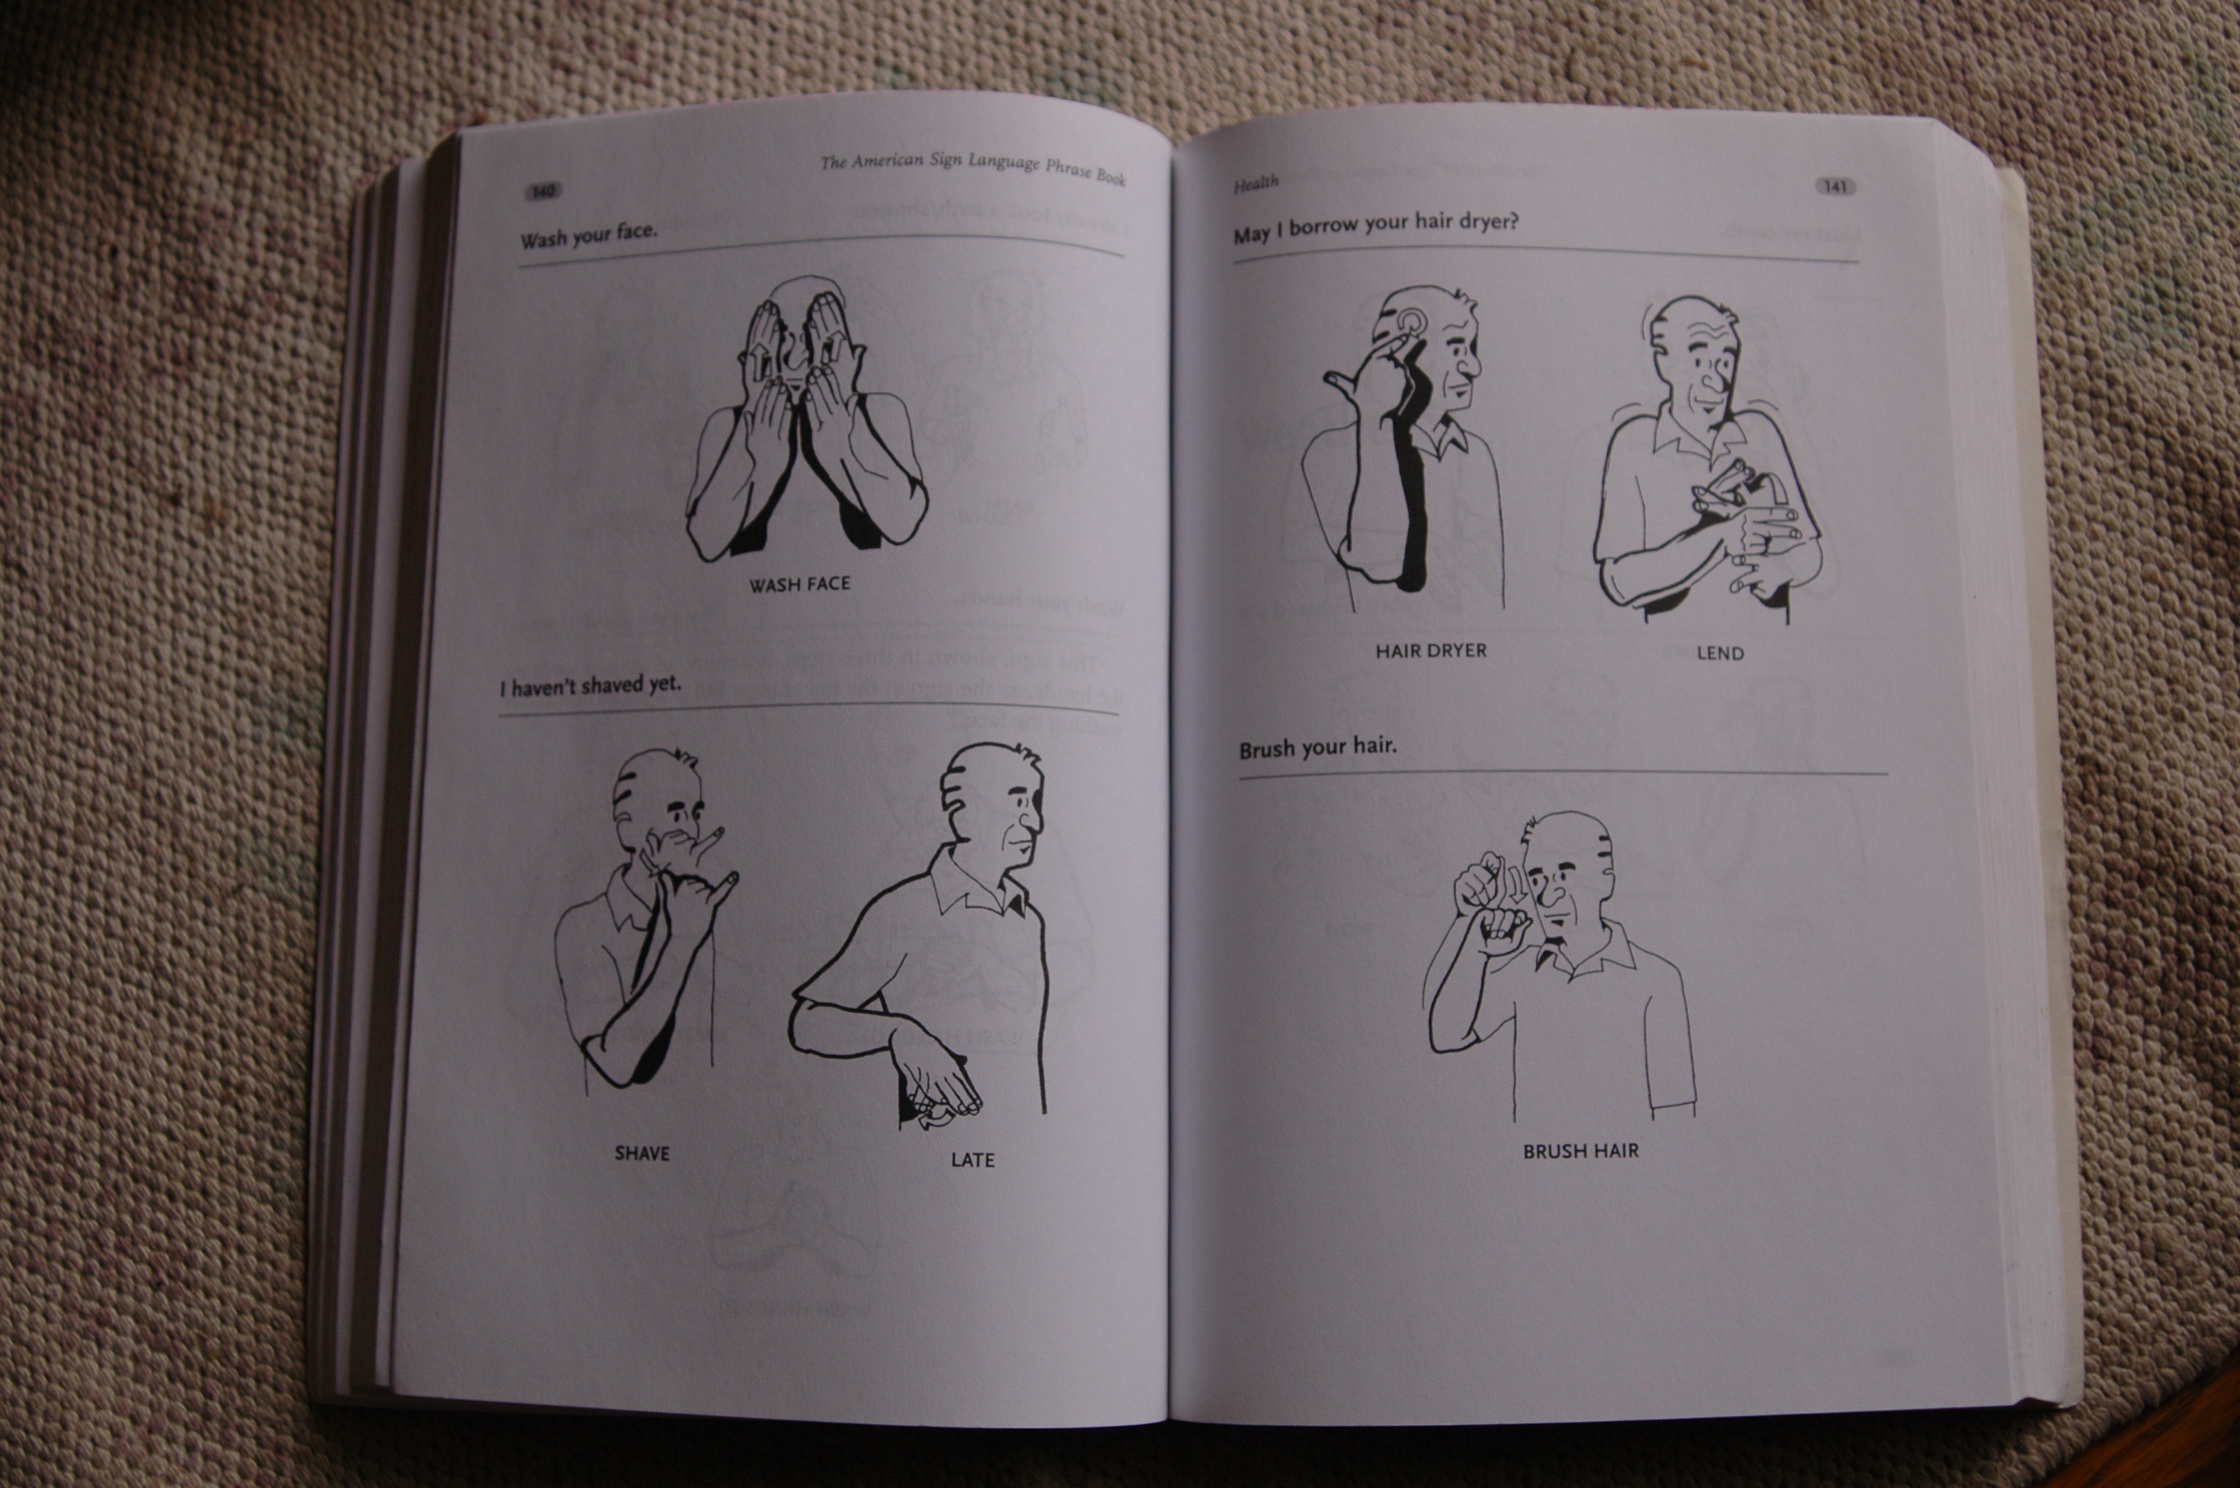 140
The American Sign Language Phrase Book
Wash your face.
WASH FACE
I haven't shaved yet.
SHAVE
LATE
Health
141
May I borrow your hair dryer?
HAIR DRYER
LEND
Brush your hair.
BRUSH HAIR